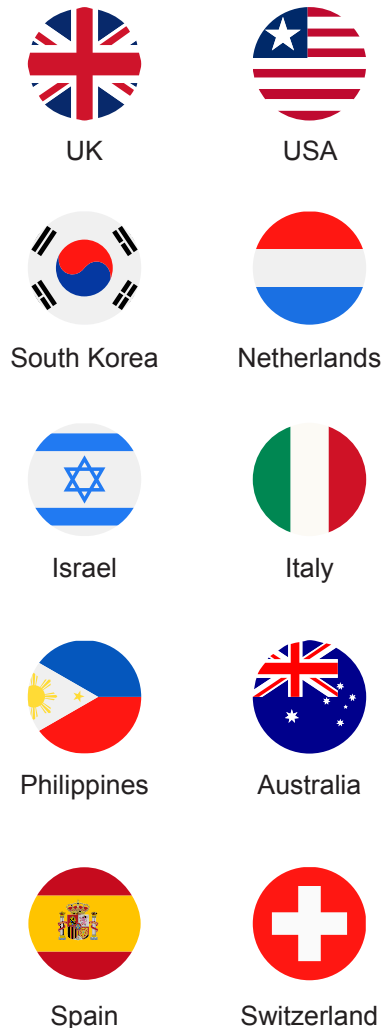 UK
USA
South Korea
Netherlands
Israel
Italy
Philippines
Australia
Spain
Switzerland